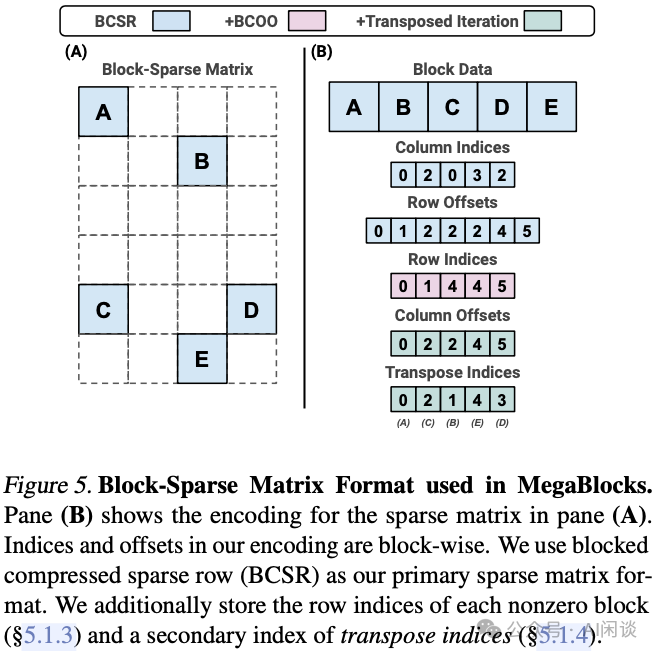 BCSR +BCOO +Transposed Iteration
(A)
Block-Sparse Matrix
A
B
C D
E
(B)
Block Data
A B C D E
Column Indices
0 2 0 3 2
Row Offsets
0 1 2 2 2 4 5
Row Indices
0 1 4 4 5
Column Offsets
0 2 2 4 5
Transpose Indices
0 2 1 4 3
(A) (C) (B) (E) (D)
Figure 5. Block-Sparse Matrix Format used in MegaBlocks.
Pane (B) shows the encoding for the sparse matrix in pane (A).
Indices and offsets in our encoding are block-wise. We use blocked
compressed sparse row (BCSR) as our primary sparse matrix for-
mat. We additionally store the row indices of each nonzero block
(§5.1.3) and a secondary index of transpose indices (§5.1.4).
公众号 · AI闲谈